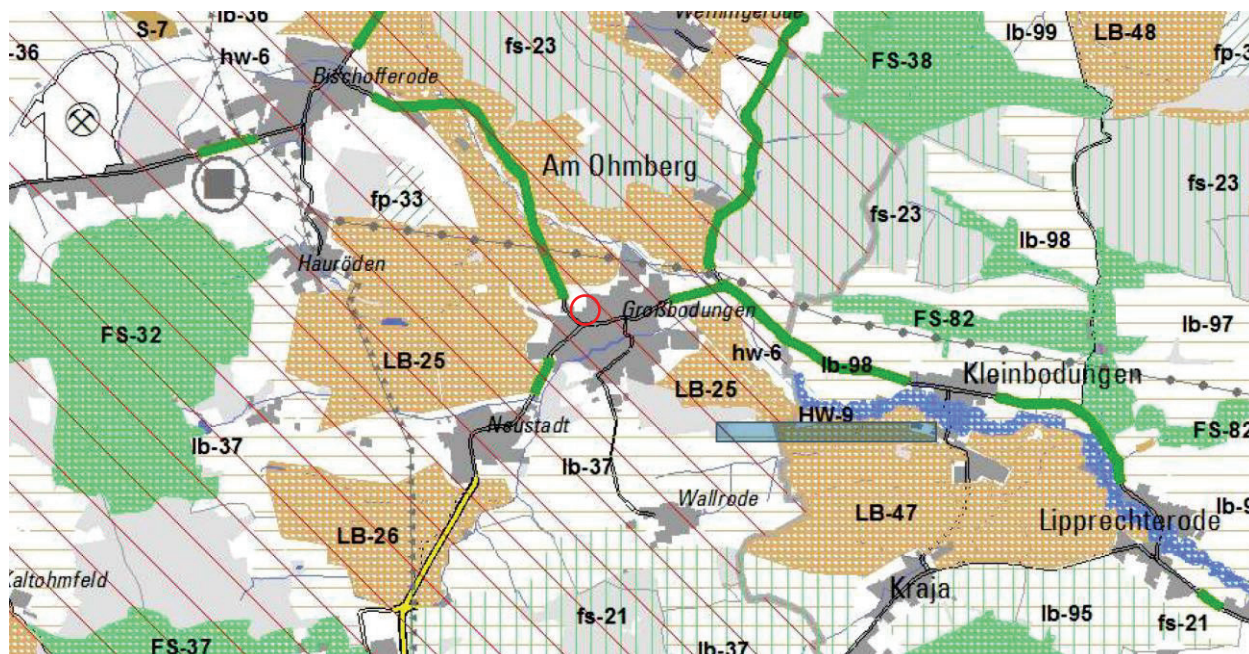 S-7
lb-36
Wehningerode
lb-99
LB-48
-36
hw-6
fs-23
FS-38
fp-3
Bischofferode
Am Ohmberg
fp-33
fs-23
fs-23
lb-98
Hauröden
Großbodungen
FS-82
lb-97
FS-32
LB-25
hw-6
lb-98
Kleinbodungen
LB-25
HW-9
Neustadt
FS-82
lb-37
lb-37
Wallrode
lb-9
LB-47
Lipprechterode
LB-26
Kaltohmfeld
Kraja
fs-21
lb-95
fs-21
FS-37
lb-37